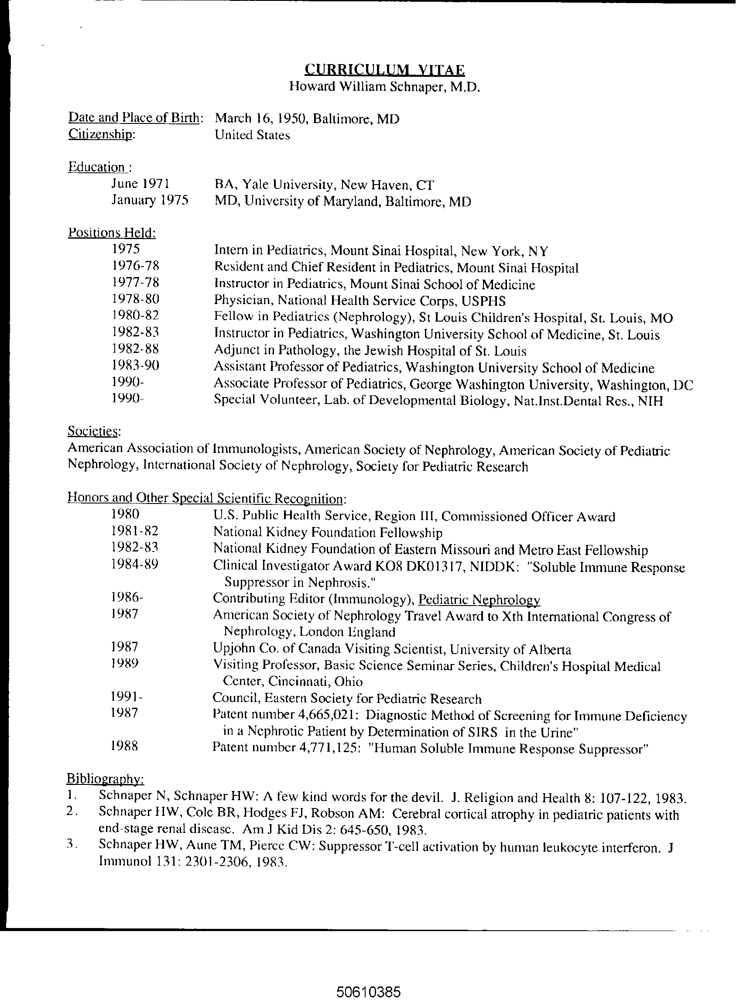 CURRICULUM VITAE
Howard William Schnaper, M.D.
Date and Place of Birth: March 16, 1950, Baltimore, MD
Citizenship: United States
Education :
June 1971 BA, Yale University, New Haven, CT
January 1975 MD, University of Maryland, Baltimore, MD
Positions Held:
1975 Intern in Pediatrics, Mount Sinai Hospital, New York, NY
1976-78 Resident and Chief Resident in Pediatrics, Mount Sinai Hospital
1977-78 Instructor in Pediatrics, Mount Sinai School of Medicine
1978-80 Physician, National Health Service Corps, USPHS
1980-82 Fellow in Pediatrics (Nephrology), St Louis Children's Hospital, St. Louis, MO
1982-83 Instructor in Pediatrics, Washington University School of Medicine, St. Louis
1982-88 Adjunct in Pathology, the Jewish Hospital of St. Louis
1983-90 Assistant Professor of Pediatrics, Washington University School of Medicine
1990- Associate Professor of Pediatrics, George Washington University, Washington, DC
1990- Special Volunteer, Lab. of Developmental Biology, Nat.Inst.Dental Res., NIH
Societies:
American Association of Immunologists, American Society of Nephrology, American Society of Pediatric
Nephrology, International Society of Nephrology, Society for Pediatric Research
Honors and Other Special Scientific Recognition:
1980 U.S. Public Health Service, Region III, Commissioned Officer Award
1981-82 National Kidney Foundation Fellowship
1982-83 National Kidney Foundation of Eastern Missouri and Metro East Fellowship
1984-89 Clinical Investigator Award KO8 DK01317, NIDDK: "Soluble Immune Response
Suppressor in Nephrosis."
1986- Contributing Editor (Immunology), Pediatric Nephrology
1987 American Society of Nephrology Travel Award to Xth International Congress of
Nephrology, London England
1987 Upjohn Co. of Canada Visiting Scientist, University of Alberta
1989 Visiting Professor, Basic Science Seminar Series, Children's Hospital Medical
Center, Cincinnati, Ohio
1991- Council, Eastern Society for Pediatric Research
1987 Patent number 4,665,021: Diagnostic Method of Screening for Immune Deficiency
in a Nephrotic Patient by Determination of SIRS in the Urine"
1988 Patent number 4,771,125: "Human Soluble Immune Response Suppressor"
Bibliography:
1. Schnaper N, Schnaper HW: A few kind words for the devil. J. Religion and Health 8: 107-122, 1983.
2. Schnaper HW, Cole BR, Hodges FJ, Robson AM: Cerebral cortical atrophy in pediatric patients with
end-stage renal disease. Am J Kid Dis 2: 645-650, 1983.
3. Schnaper HW, Aune TM, Pierce CW: Suppressor T-cell activation by human leukocyte interferon. J
Immunol 131: 2301-2306, 1983.
50610385